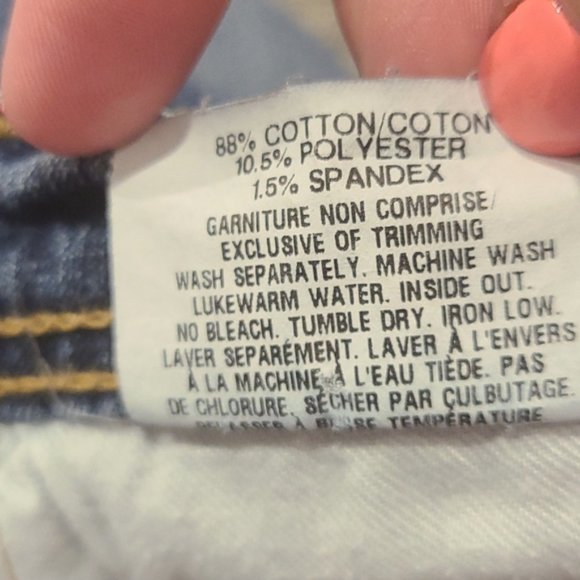 88% COTTON/COTON
10.5% POLYESTER
1.5% SPANDEX
GARNITURE NON COMPRISE/
EXCLUSIVE OF TRIMMING
WASH SEPARATELY. MACHINE WASH
LUKEWARM WATER. INSIDE OUT.
NO BLEACH. TUMBLE DRY. IRON LOW.
LAVER SEPARÉMENT. LAVER À L'ENVERS
À LA MACHINE À L'EAU TIÈDE. PAS
DE CHLORURE. SÉCHER PAR CULBUTAGE.
À TEMPÉRATURE